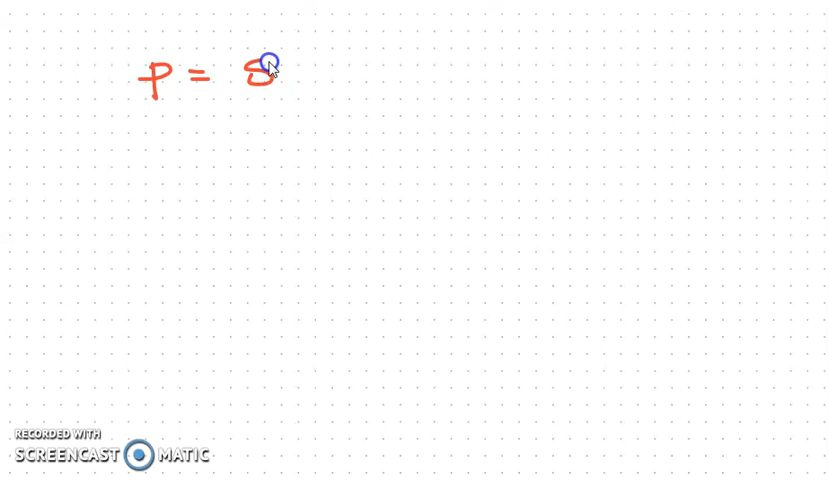 p = S
RECORDED WITH
SCREENCAST MATIC